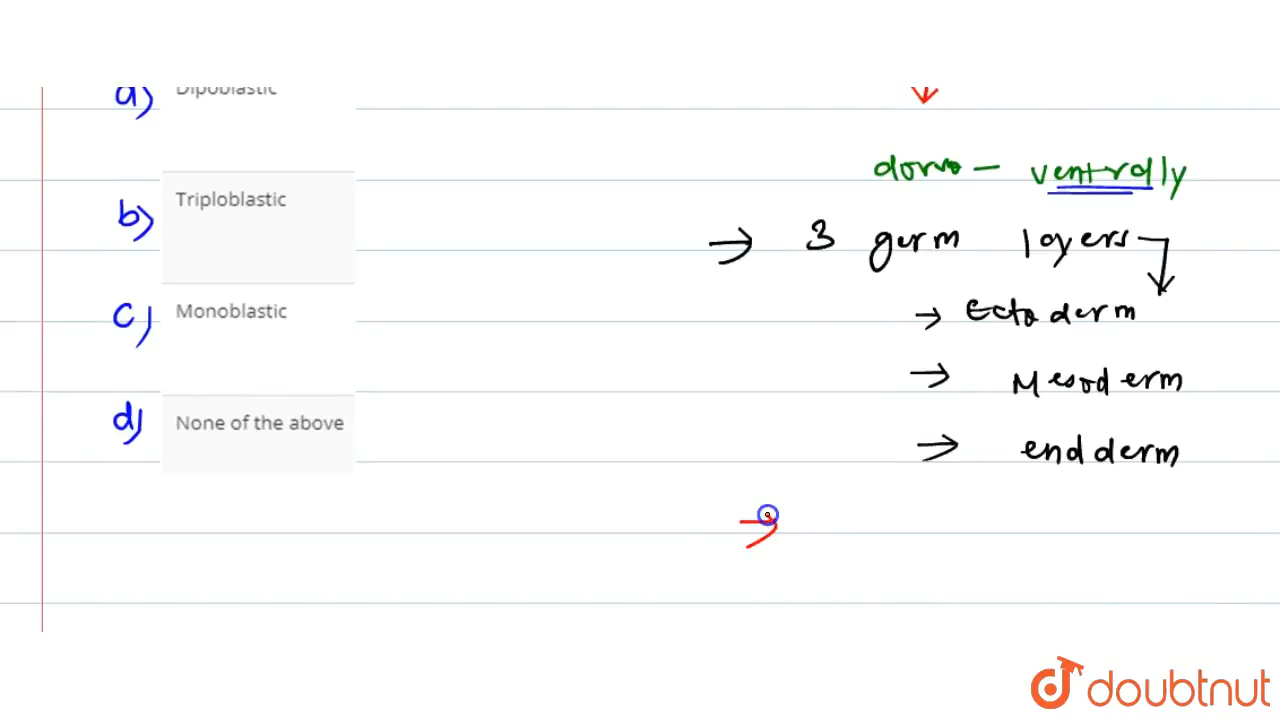 a) Dipoblastic
dorso - ventrally
b) Triploblastic
→ 3 germ layers
c) Monoblastic
→ Ectoderm
→ Mesoderm
d) None of the above
→ endderm
→
doubtnut